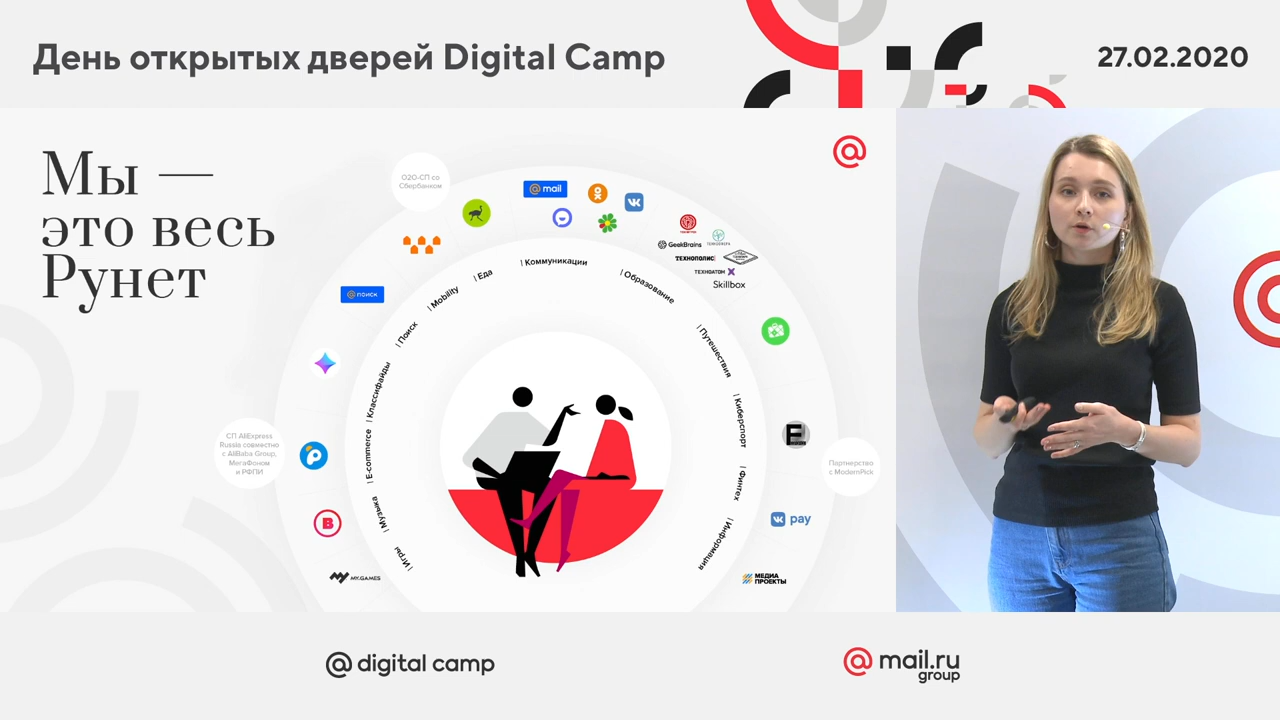 День открытых дверей Digital Camp
27.02.2020
Мы —
это весь
Рунет
О2О-СП со
Сбербанком
@mail
GeekBrains
ТЕХНОПОЛИС
ТЕХНОАТОМ
Skillbox
@ поиск
| Игры
| Музыка
| E-commerce
| Классифайды
| Поиск
| Mobility
| Еда
| Коммуникации
| Образование
| Путешествия
| Киберспорт
| Финтех
| Информация
СП AliExpress
Russia совместно
с AliBaba Group,
МегаФоном
и РФПИ
Партнерство
с ModernPick
pay
MY.GAMES
МЕДИА
ПРОЕКТЫ
@ digital camp
@ mail.ru
group